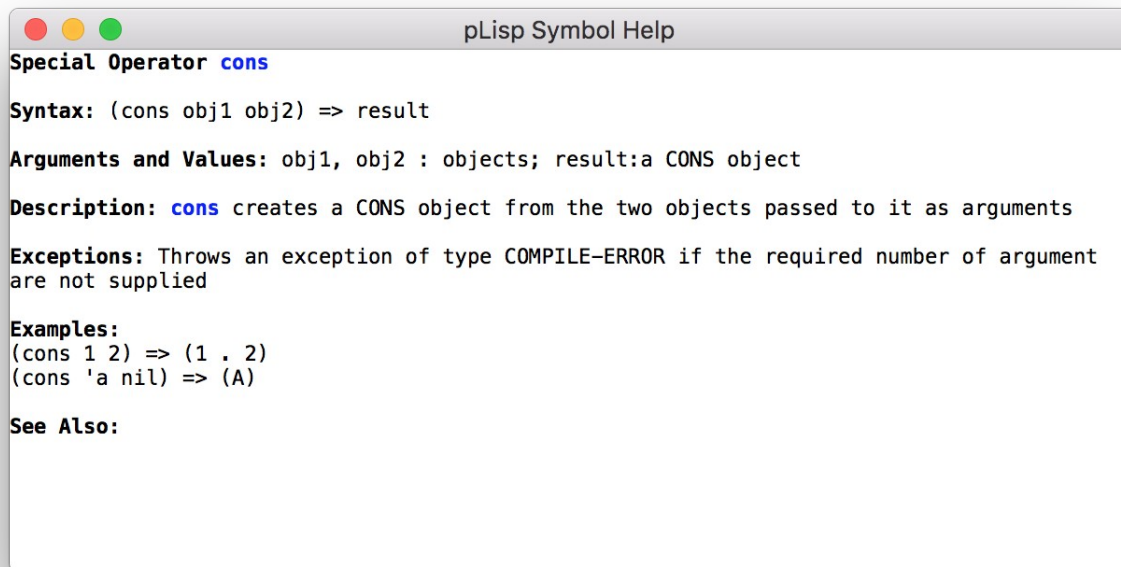 pLisp Symbol Help
Special Operator cons
Syntax: (cons obj1 obj2) => result
Arguments and Values: obj1, obj2 : objects; result:a CONS object
Description: cons creates a CONS object from the two objects passed to it as arguments
Exceptions: Throws an exception of type COMPILE-ERROR if the required number of argument
are not supplied
Examples:
(cons 1 2) => (1 . 2)
(cons 'a nil) => (A)
See Also: